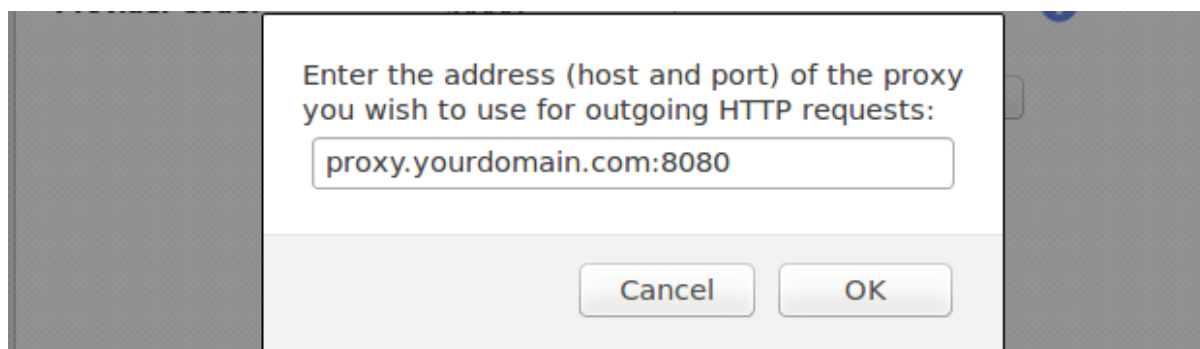 Enter the address (host and port) of the proxy
you wish to use for outgoing HTTP requests:
proxy.yourdomain.com:8080
Cancel
OK